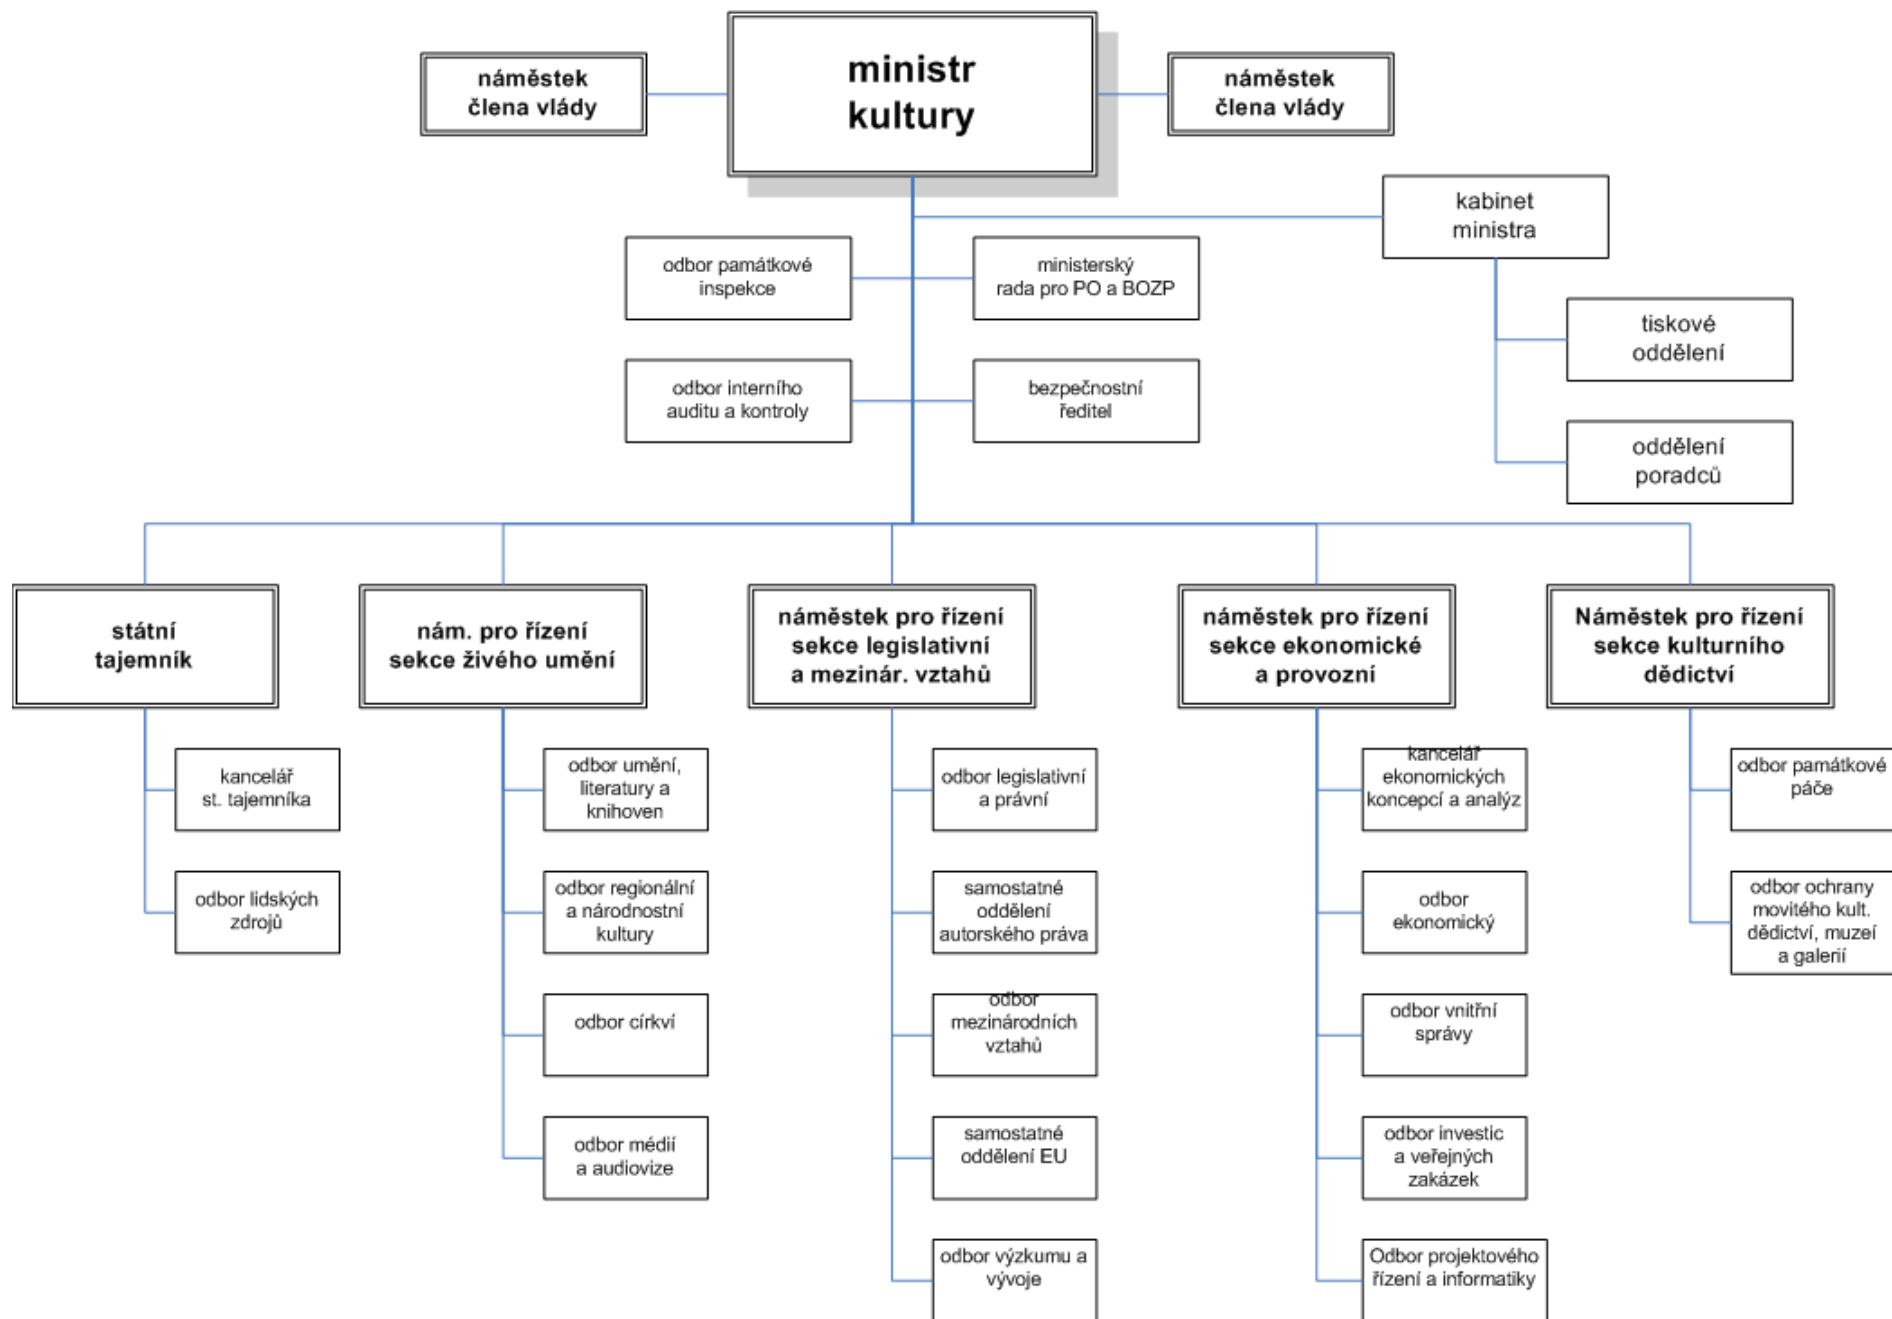 ministr
kultury
náměstek
člena vlády
náměstek
člena vlády
kabinet
ministra
odbor památkové
inspekce
ministerský
rada pro PO a BOZP
tiskové
oddělení
odbor interního
auditu a kontroly
bezpečnostní
ředitel
oddělení
poradců
státní
tajemník
kancelář
st. tajemníka
odbor lidských
zdrojů
nám. pro řízení
sekce živého umění
odbor umění,
literatury a
knihoven
odbor regionální
a národnostní
kultury
odbor církví
odbor médií
a audiovize
náměstek pro řízení
sekce legislativní
a mezinár. vztahů
odbor legislativní
a právní
samostatné
oddělení
autorského práva
odbor
mezinárodních
vztahů
samostatné
oddělení EU
odbor výzkumu a
vývoje
náměstek pro řízení
sekce ekonomické
a provozní
kancelář
ekonomických
koncepcí a analýz
odbor
ekonomický
odbor vnitřní
správy
odbor investic
a veřejných
zakázek
Odbor projektového
řízení a informatiky
Náměstek pro řízení
sekce kulturního
dědictví
odbor památkové
páče
odbor ochrany
movitého kult.
dědictví, muzeí
a galerií